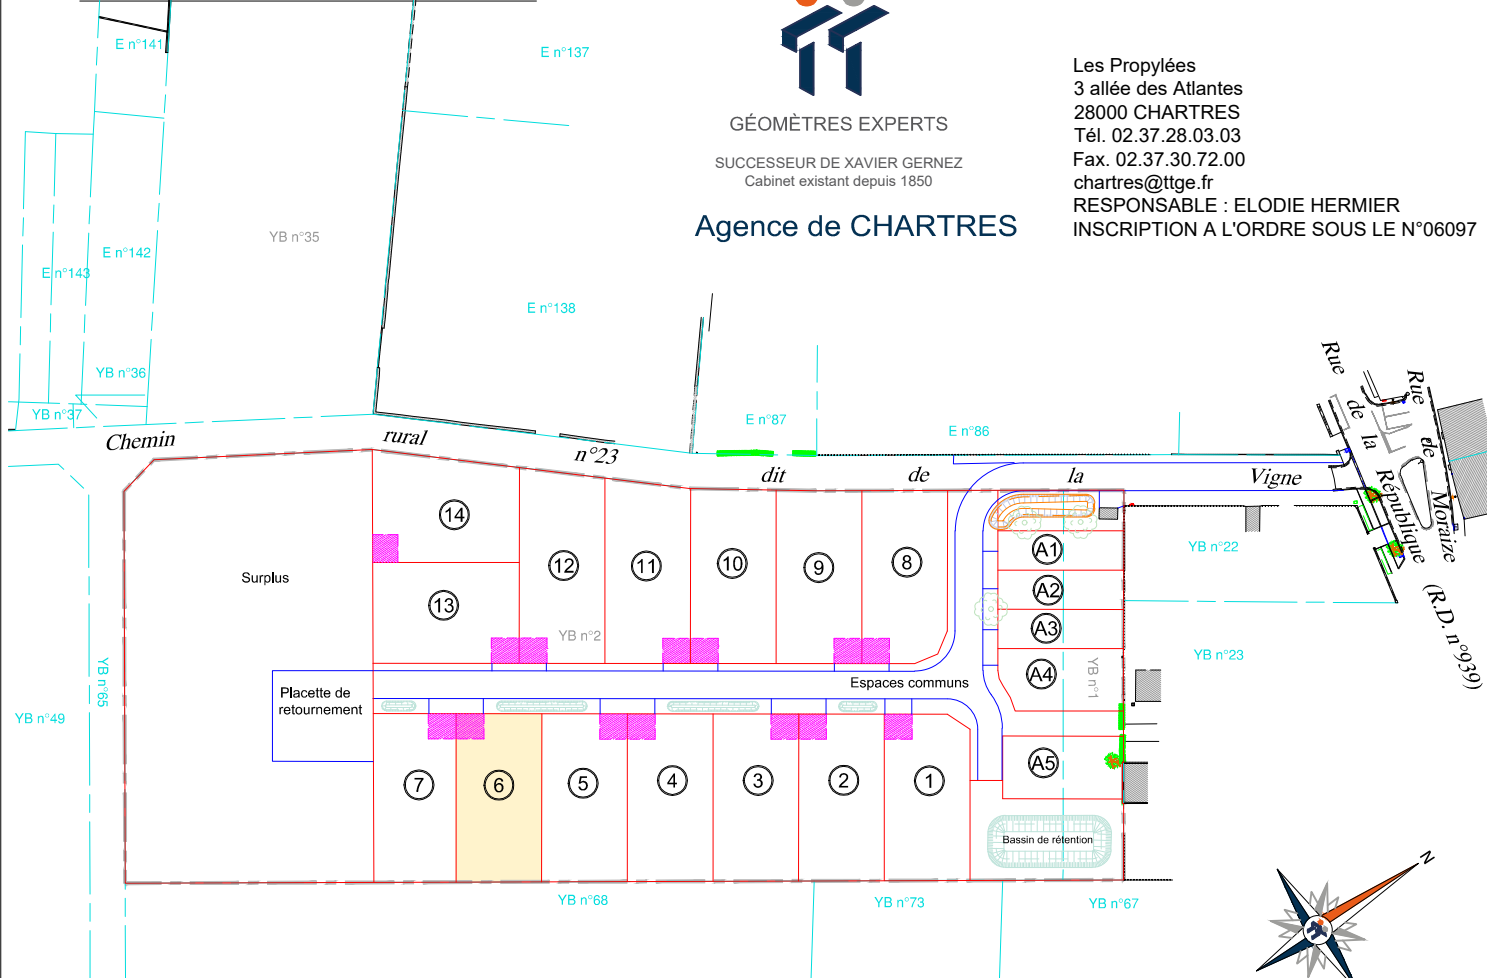 E n°141
E n°137
GÉOMÈTRES EXPERTS
SUCCESSEUR DE XAVIER GERNEZ
Cabinet existant depuis 1850
Agence de CHARTRES
Les Propylées
3 allée des Atlantes
28000 CHARTRES
Tél. 02.37.28.03.03
Fax. 02.37.30.72.00
chartres@ttge.fr
RESPONSABLE : ELODIE HERMIER
INSCRIPTION A L'ORDRE SOUS LE N°06097
YB n°35
E n°142
E n°143
E n°138
YB n°36
YB n°37
E n°87
E n°86
Chemin rural n°23 dit de la Vigne
Rue de la République
Rue de Moraize
(R.D. n°939)
14
13
12
11
10
9
8
A1
A2
A3
A4
A5
Surplus
YB n°2
YB n°1
YB n°22
YB n°23
YB n°65
YB n°49
Placette de
retournement
Espaces communs
7
6
5
4
3
2
1
Bassin de rétention
YB n°68
YB n°73
YB n°67
N